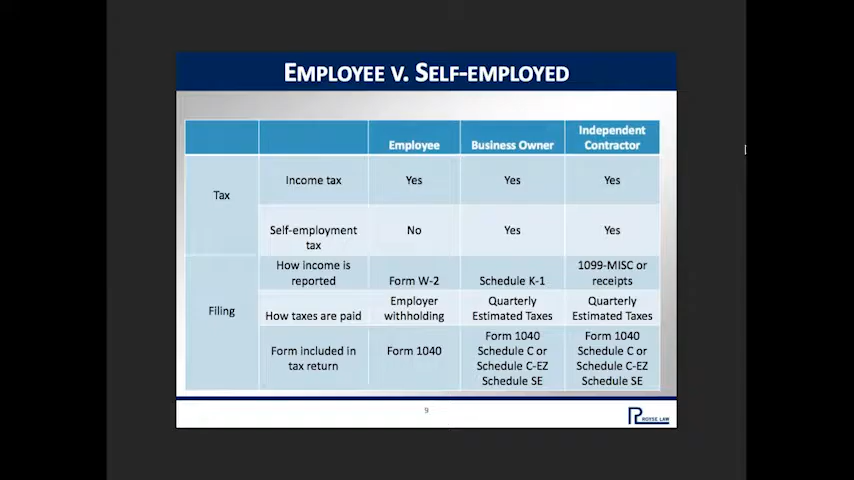 EMPLOYEE V. SELF-EMPLOYED
Employee
Business Owner
Independent
Contractor
Tax
Income tax
Yes
Yes
Yes
Self-employment
tax
No
Yes
Yes
Filing
How income is
reported
Form W-2
Schedule K-1
1099-MISC or
receipts
How taxes are paid
Employer
withholding
Quarterly
Estimated Taxes
Quarterly
Estimated Taxes
Form included in
tax return
Form 1040
Form 1040
Schedule C or
Schedule C-EZ
Schedule SE
Form 1040
Schedule C or
Schedule C-EZ
Schedule SE
9
ROYSE LAW